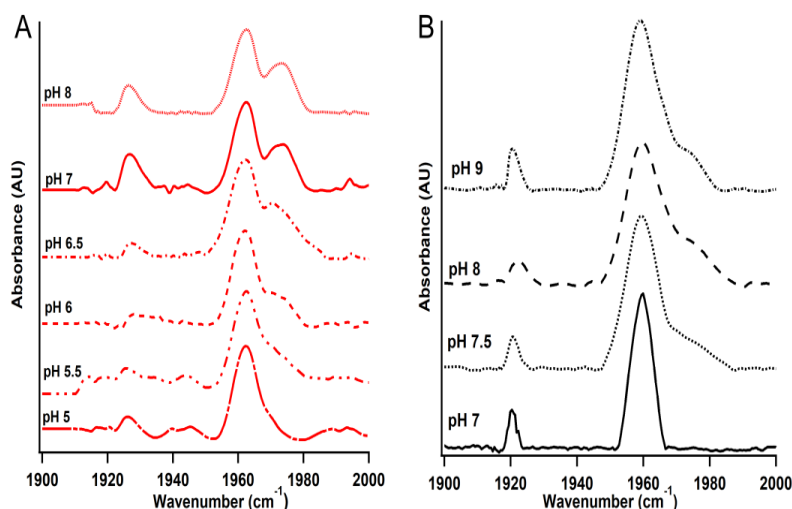 A
Absorbance (AU)
pH 8
pH 7
pH 6.5
pH 6
pH 5.5
pH 5
1900 1920 1940 1960 1980 2000
Wavenumber (cm⁻¹)
B
Absorbance (AU)
pH 9
pH 8
pH 7.5
pH 7
1900 1920 1940 1960 1980 2000
Wavenumber (cm⁻¹)